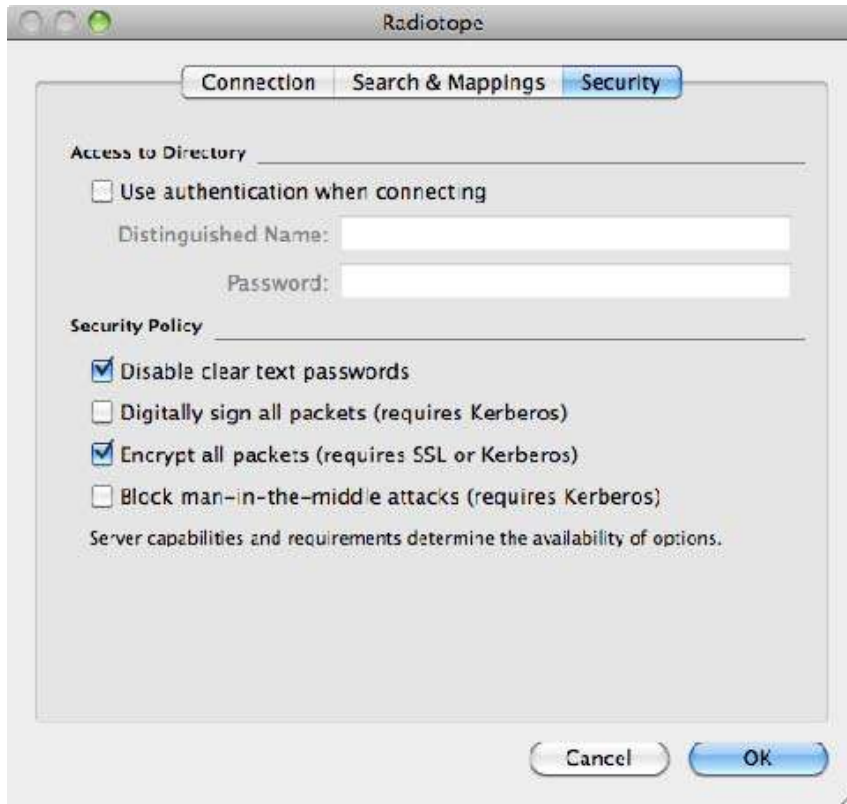 Radiotope
Connection Search & Mappings Security
Access to Directory
Use authentication when connecting
Distinguished Name:
Password:
Security Policy
Disable clear text passwords
Digitally sign all packets (requires Kerberos)
Encrypt all packets (requires SSL or Kerberos)
Block man-in-the-middle attacks (requires Kerberos)
Server capabilities and requirements determine the availability of options.
Cancel OK